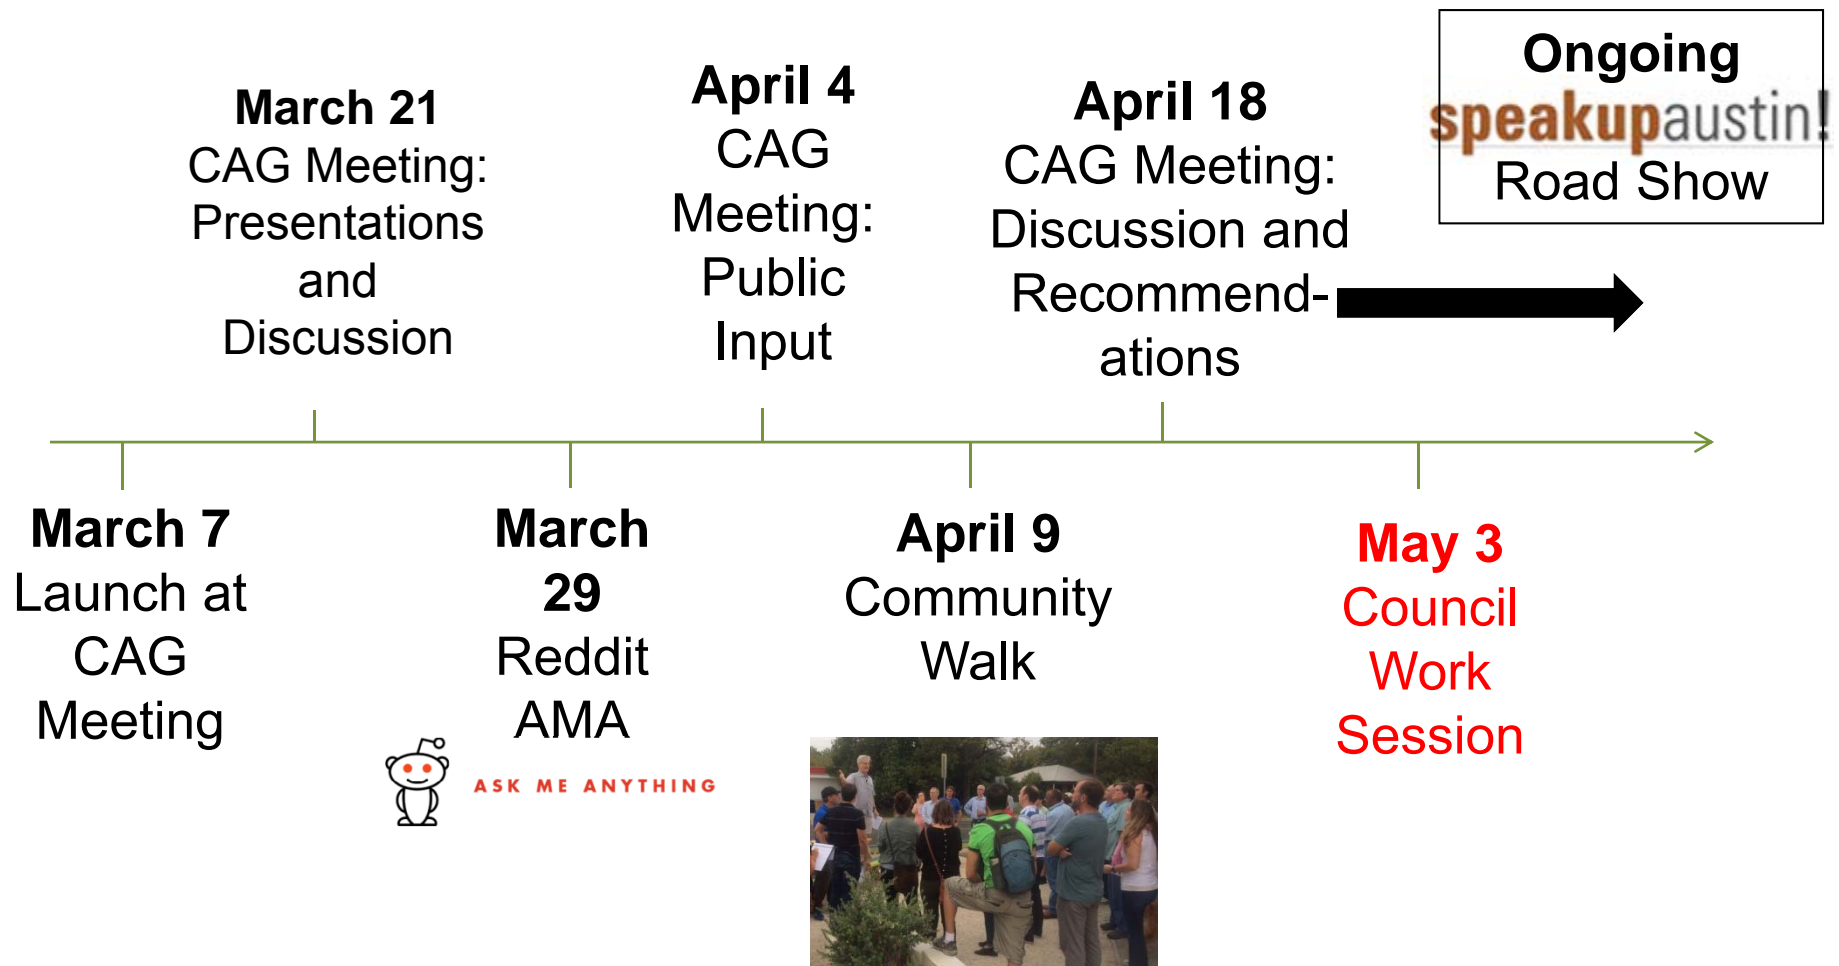 March 21
CAG Meeting:
Presentations
and
Discussion
April 4
CAG
Meeting:
Public
Input
April 18
CAG Meeting:
Discussion and
Recommend-
ations
Ongoing
speakupaustin!
Road Show
March 7
Launch at
CAG
Meeting
March
29
Reddit
AMA
ASK ME ANYTHING
April 9
Community
Walk
May 3
Council
Work
Session